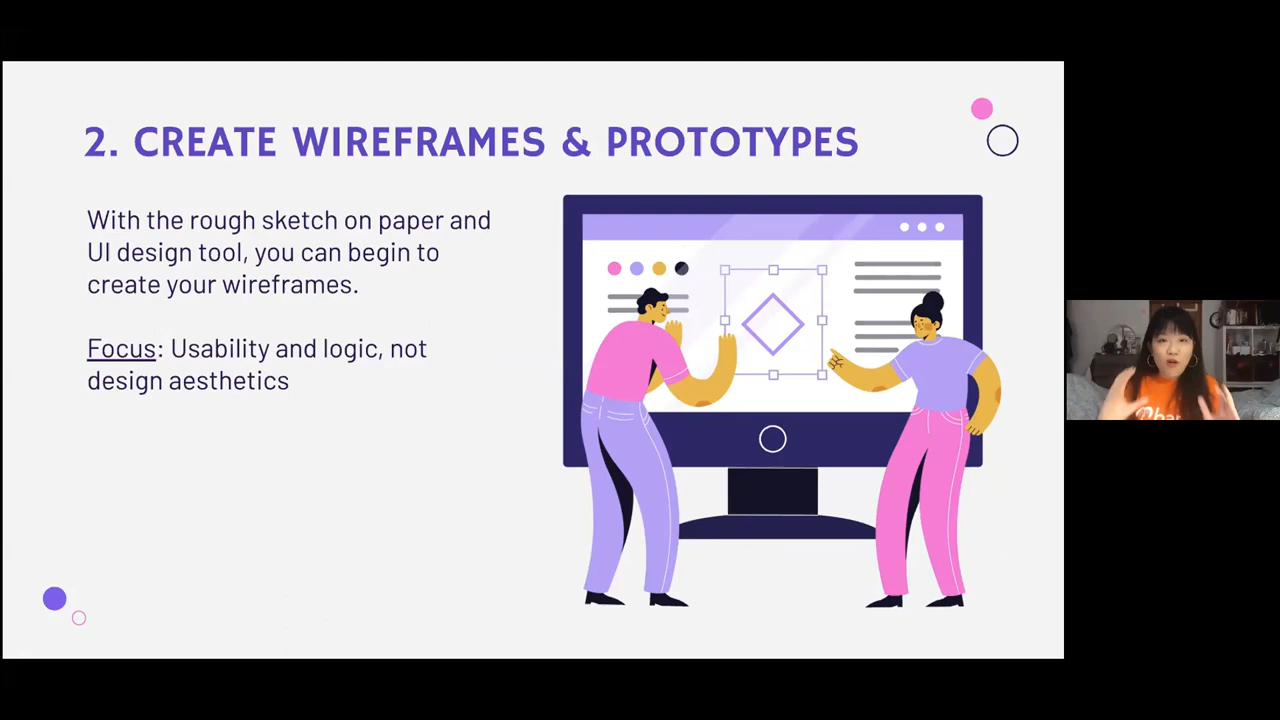 2. CREATE WIREFRAMES & PROTOTYPES
With the rough sketch on paper and
UI design tool, you can begin to
create your wireframes.
Focus: Usability and logic, not
design aesthetics